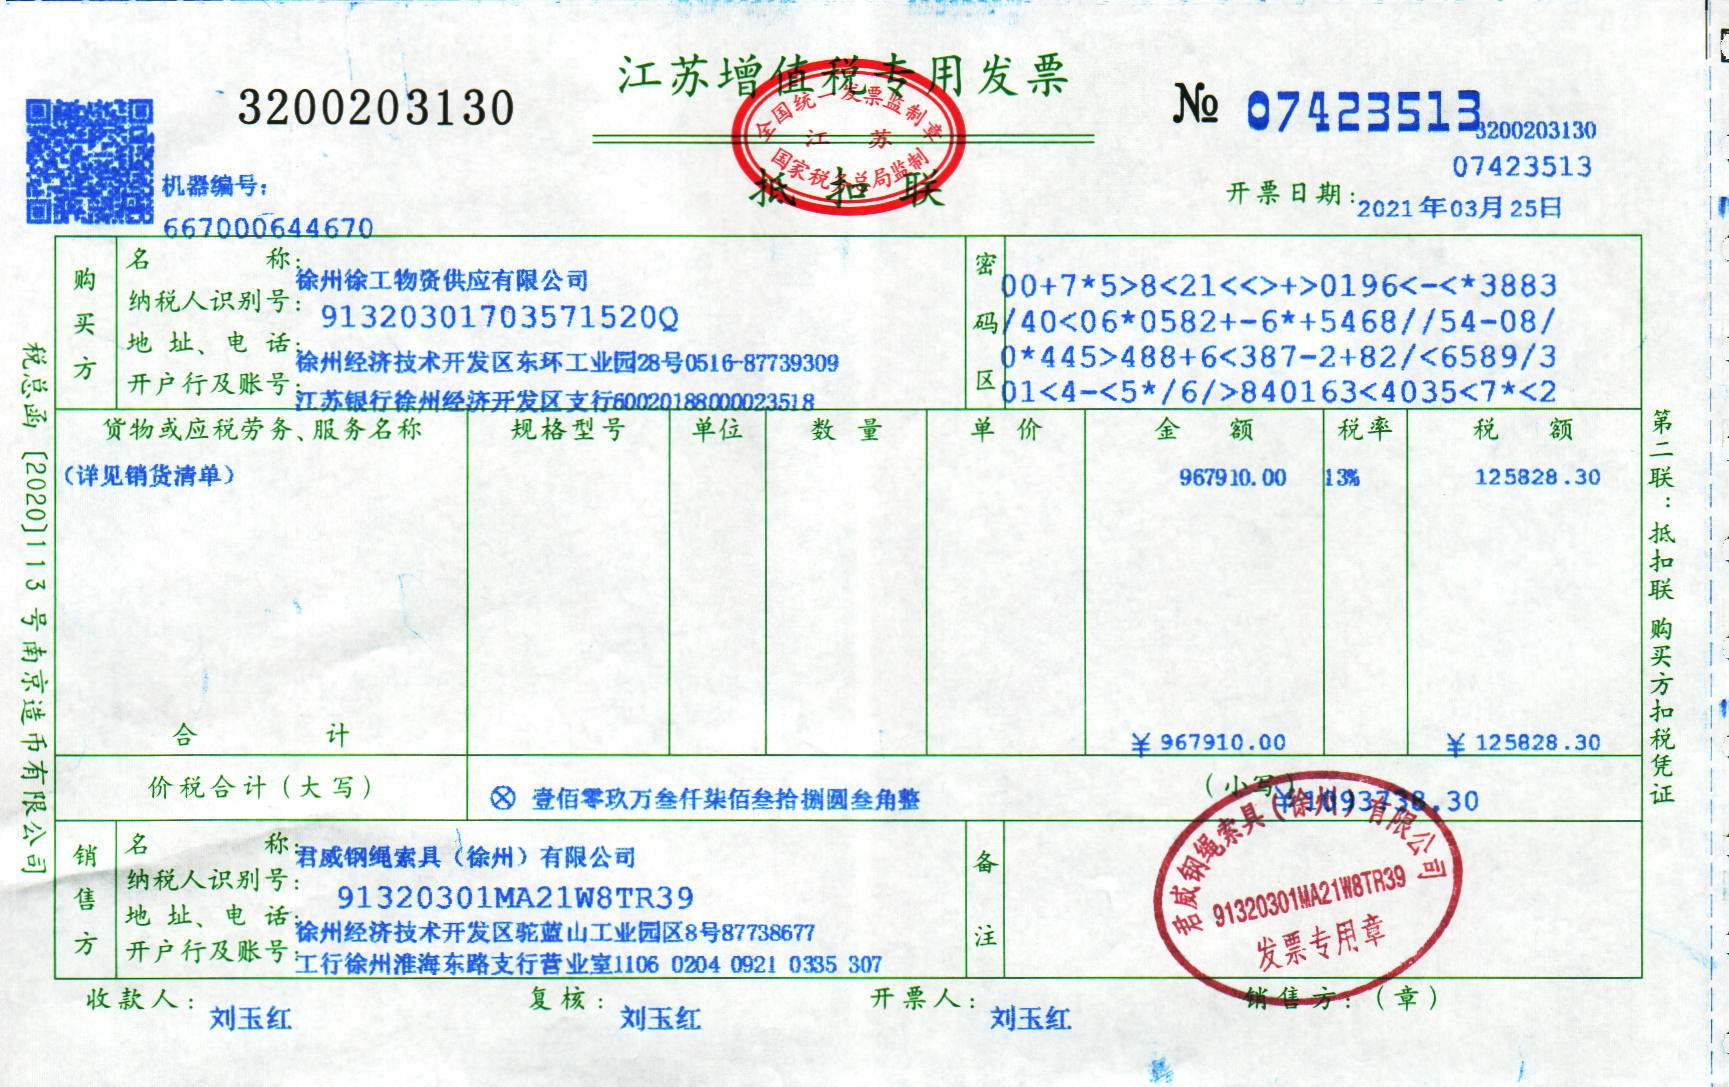 江苏增值税专用发票
3200203130
№ 07423513
3200203130
07423513
全国统一发票监制章
江 苏
国家税务总局监制
抵扣联
机器编号:
667000644670
开票日期: 2021年03月25日
购买方
名 称: 徐州徐工物资供应有限公司
纳税人识别号: 91320301703571520Q
地 址、电 话: 徐州经济技术开发区东环工业园28号0516-87739309
开户行及账号: 江苏银行徐州经济开发区支行60020188000023518
密码区
00+7*5>8<21<<>+>0196<-<*3883
/40<06*0582+-6*+5468//54-08/
0*445>488+6<387-2+82/<6589/3
01<4-<5*/6/>840163<4035<7*<2
货物或应税劳务、服务名称 规格型号 单位 数 量 单 价 金 额 税率 税 额
(详见销货清单) 967910.00 13% 125828.30
合 计 ¥967910.00 ¥125828.30
价税合计(大写) ⊗ 壹佰零玖万叁仟柒佰叁拾捌圆叁角整 (小写) ¥1093738.30
销售方
名 称: 君威钢绳索具(徐州)有限公司
纳税人识别号: 91320301MA21W8TR39
地 址、电 话: 徐州经济技术开发区驼蓝山工业园区8号87738677
开户行及账号: 工行徐州淮海东路支行营业室1106 0204 0921 0335 307
备注
君威钢绳索具(徐州)有限公司
91320301MA21W8TR39
发票专用章
收款人: 刘玉红 复核: 刘玉红 开票人: 刘玉红 销售方:(章)
税总函[2020]113号南京造币有限公司
第二联:抵扣联 购买方扣税凭证